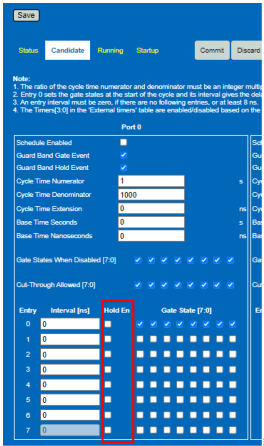 Save
Status Candidate Running Startup Commit Discard
Note:
1. The ratio of the cycle time numerator and denominator must be an integer multip
2. Entry 0 sets the gate states at the start of the cycle and its interval gives the del
3. An entry interval must be zero, if there are no following entries, or at least 8 ns.
4. The Timers[3:0] in the 'External timers' table are enabled/disabled based on the
Port 0
Schedule Enabled
Guard Band Gate Event
Guard Band Hold Event
Cycle Time Numerator 1 s
Cycle Time Denominator 1000
Cycle Time Extension 0 ns
Base Time Seconds 0 s
Base Time Nanoseconds 0 ns
Gate States When Disabled [7:0]
Cut-Through Allowed [7:0]
Entry Interval [ns] Hold En Gate State [7:0]
0 0
1 0
2 0
3 0
4 0
5 0
6 0
7 0